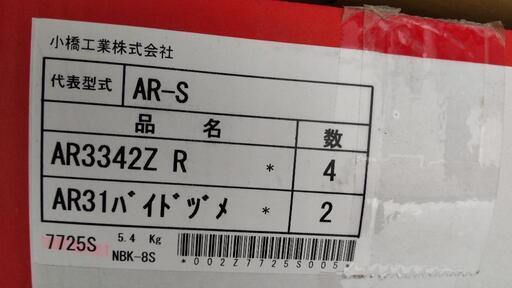 小橋工業株式会社
代表型式 AR-S
品 名 数
AR3342Z R * 4
AR31バイドヅメ * 2
7725S 5.4 Kg
NBK-8S *002Z7725S005*